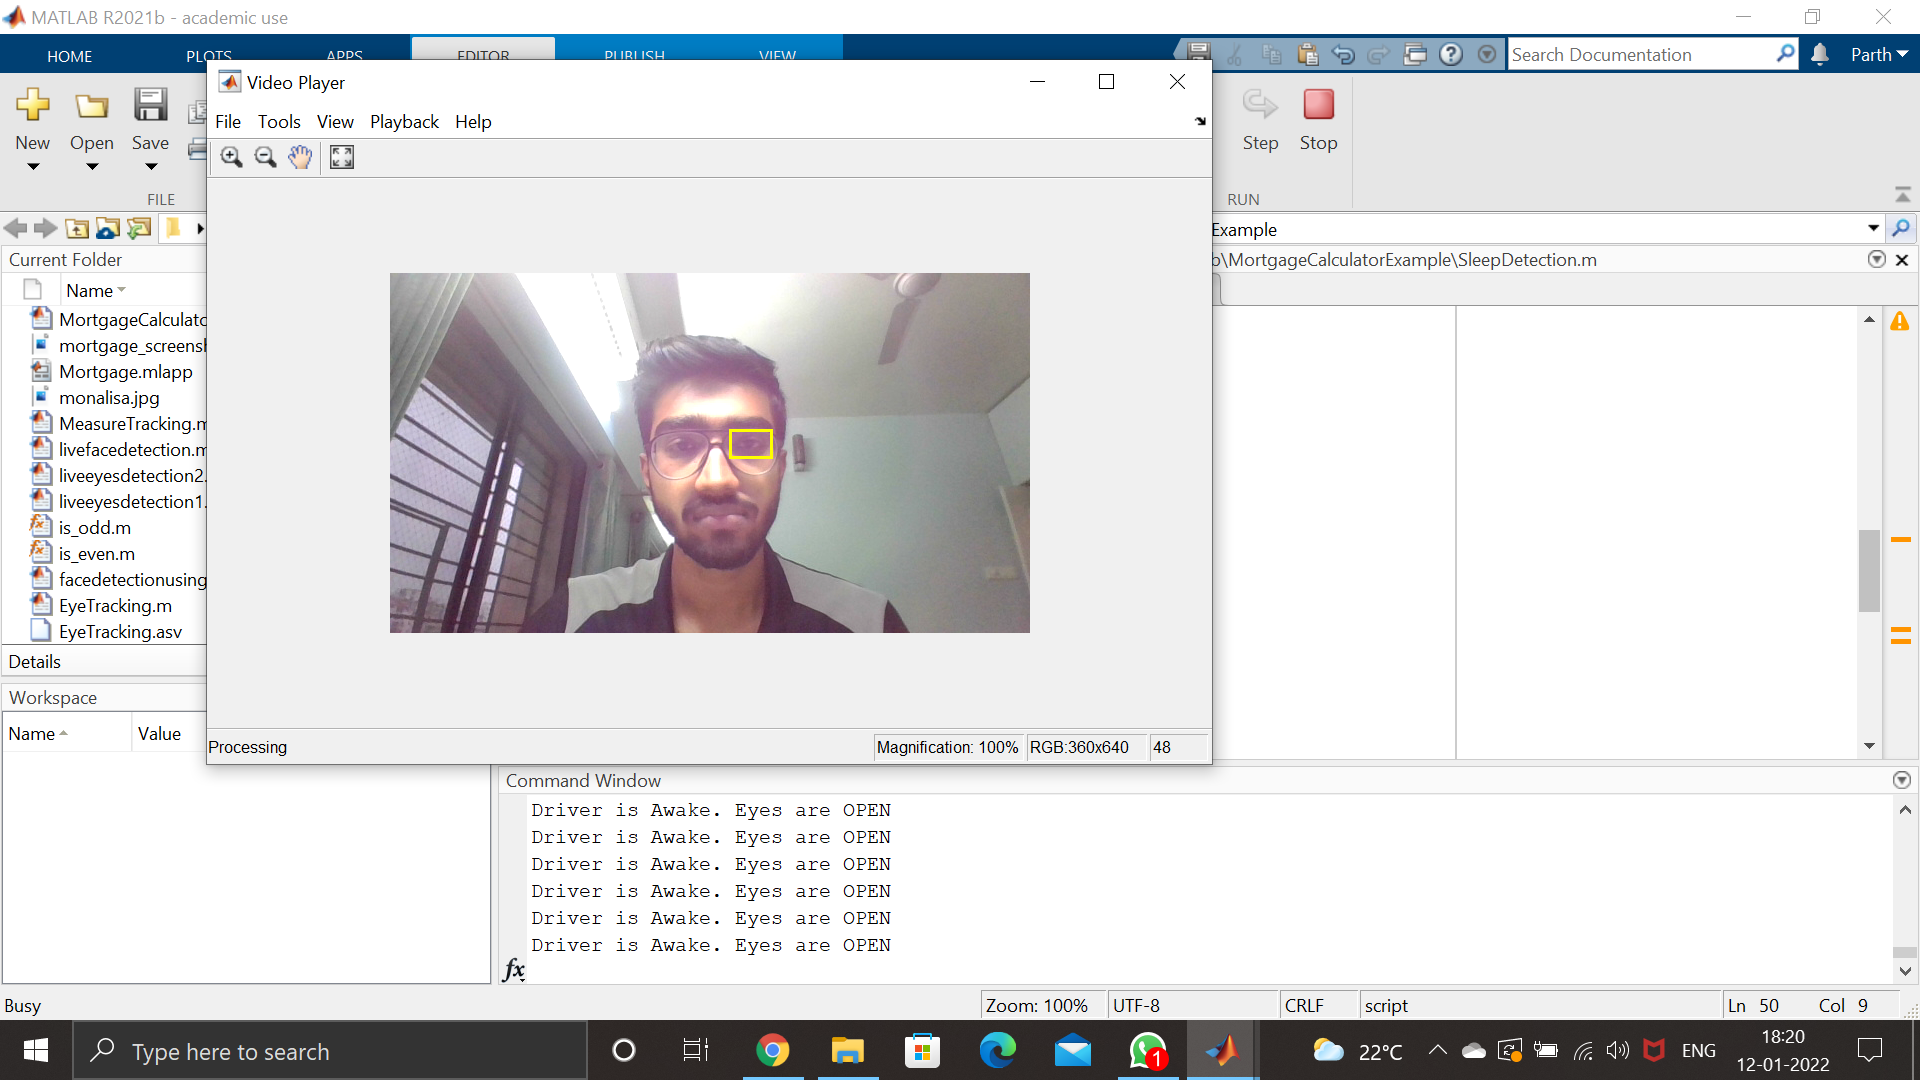 MATLAB R2021b - academic use
HOME PLOTS APPS EDITOR PUBLISH VIEW
Search Documentation
Parth
Video Player
File Tools View Playback Help
New Open Save
FILE
Step Stop
RUN
Example
Current Folder
b\MortgageCalculatorExample\SleepDetection.m
Name
MortgageCalculato
mortgage_screensh
Mortgage.mlapp
monalisa.jpg
MeasureTracking.m
livefacedetection.m
liveeyesdetection2.
liveeyesdetection1.
is_odd.m
is_even.m
facedetectionusing
EyeTracking.m
EyeTracking.asv
Details
Workspace
Name Value
Processing
Magnification: 100% RGB:360x640 48
Command Window
Driver is Awake. Eyes are OPEN
Driver is Awake. Eyes are OPEN
Driver is Awake. Eyes are OPEN
Driver is Awake. Eyes are OPEN
Driver is Awake. Eyes are OPEN
Driver is Awake. Eyes are OPEN
fx
Busy
Zoom: 100% UTF-8 CRLF script Ln 50 Col 9
Type here to search
1
22°C
ENG
18:20
12-01-2022